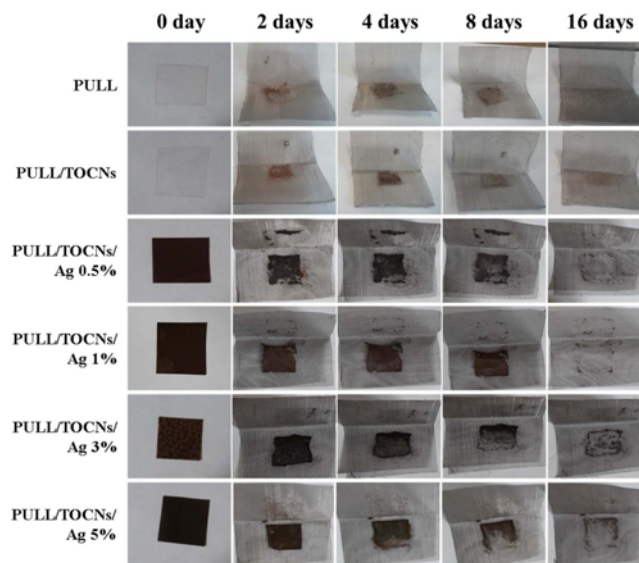 0 day 2 days 4 days 8 days 16 days
PULL
PULL/TOCNs
PULL/TOCNs/
Ag 0.5%
PULL/TOCNs/
Ag 1%
PULL/TOCNs/
Ag 3%
PULL/TOCNs/
Ag 5%